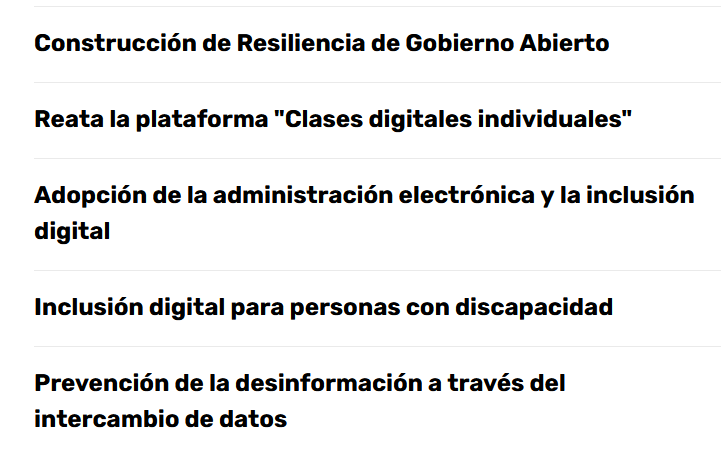 Construcción de Resiliencia de Gobierno Abierto
Reata la plataforma "Clases digitales individuales"
Adopción de la administración electrónica y la inclusión
digital
Inclusión digital para personas con discapacidad
Prevención de la desinformación a través del
intercambio de datos